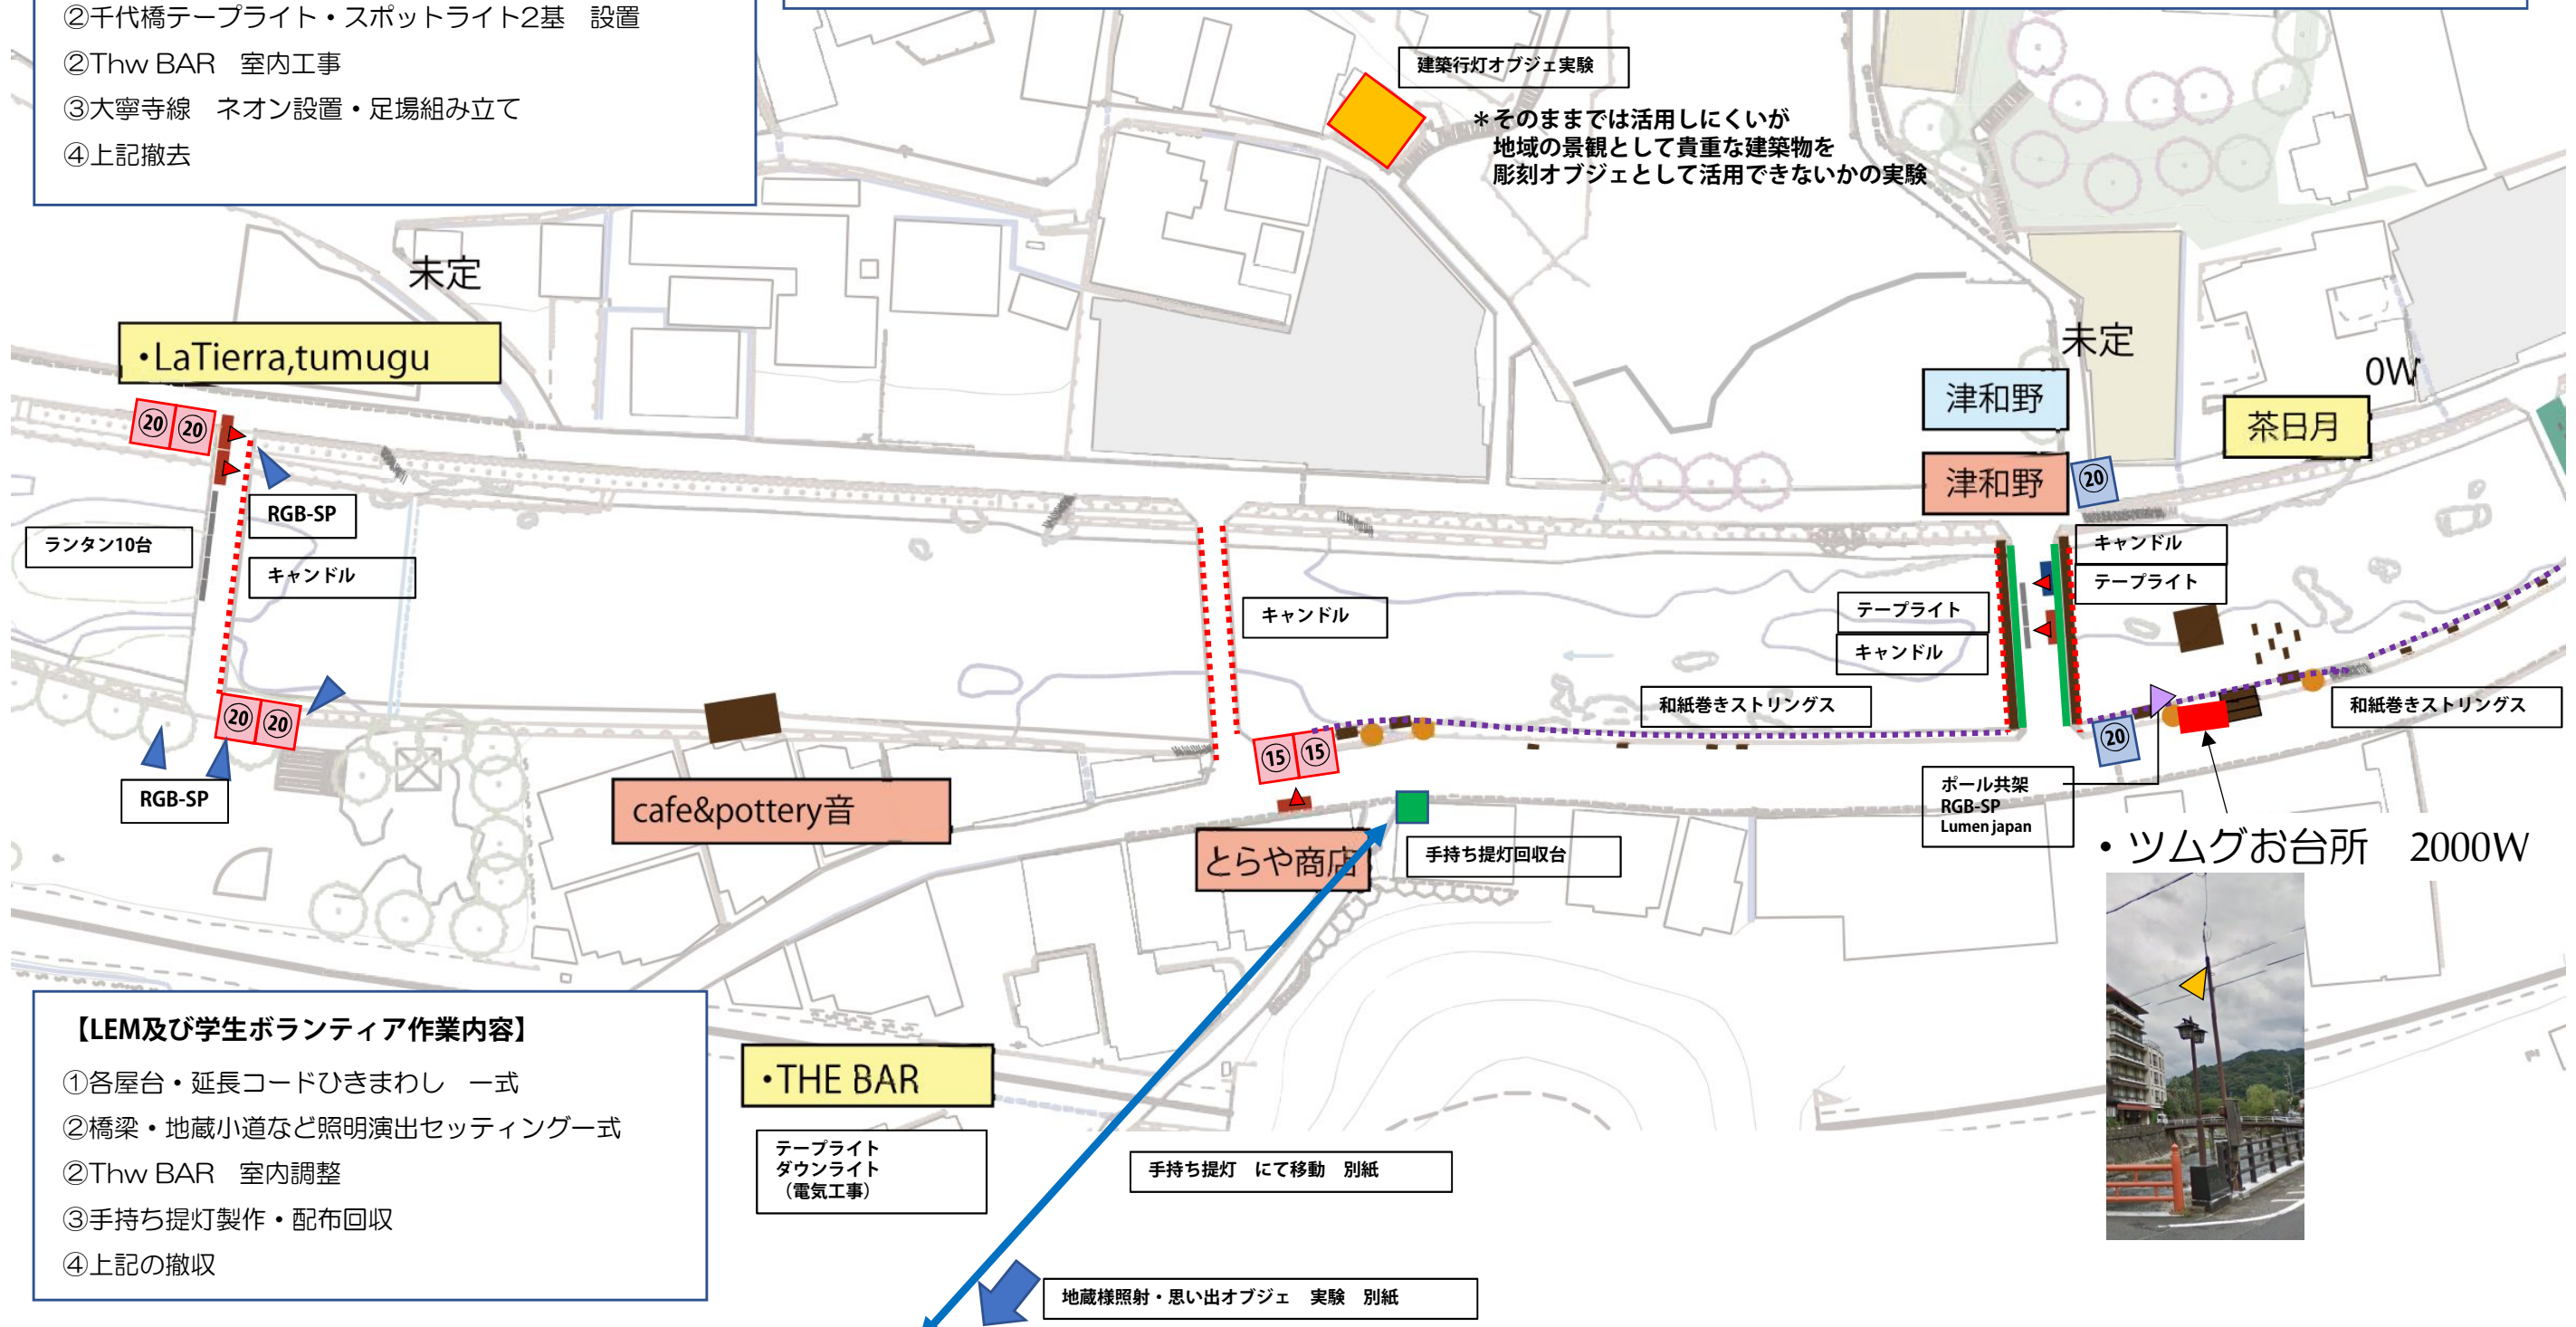 ②千代橋テープライト・スポットライト2基　設置
②Thw BAR　室内工事
③大寧寺線　ネオン設置・足場組み立て
④上記撤去
建築行灯オブジェ実験
＊そのままでは活用しにくいが
地域の景観として貴重な建築物を
彫刻オブジェとして活用できないかの実験
未定
・LaTierra,tumugu
⑳ ⑳
RGB-SP
ランタン10台
キャンドル
キャンドル
未定
0W
津和野
津和野
⑳
茶日月
キャンドル
テープライト
テープライト
キャンドル
和紙巻きストリングス
和紙巻きストリングス
⑳ ⑳
RGB-SP
cafe&pottery音
⑮ ⑮
とらや商店
手持ち提灯回収台
⑳
ポール共架
RGB-SP
Lumen japan
・ツムグお台所　2000W
【LEM及び学生ボランティア作業内容】
①各屋台・延長コードひきまわし　一式
②橋梁・地蔵小道など照明演出セッティング一式
②Thw BAR　室内調整
③手持ち提灯製作・配布回収
④上記の撤収
・THE BAR
テープライト
ダウンライト
（電気工事）
手持ち提灯　にて移動　別紙
地蔵様照射・思い出オブジェ　実験　別紙